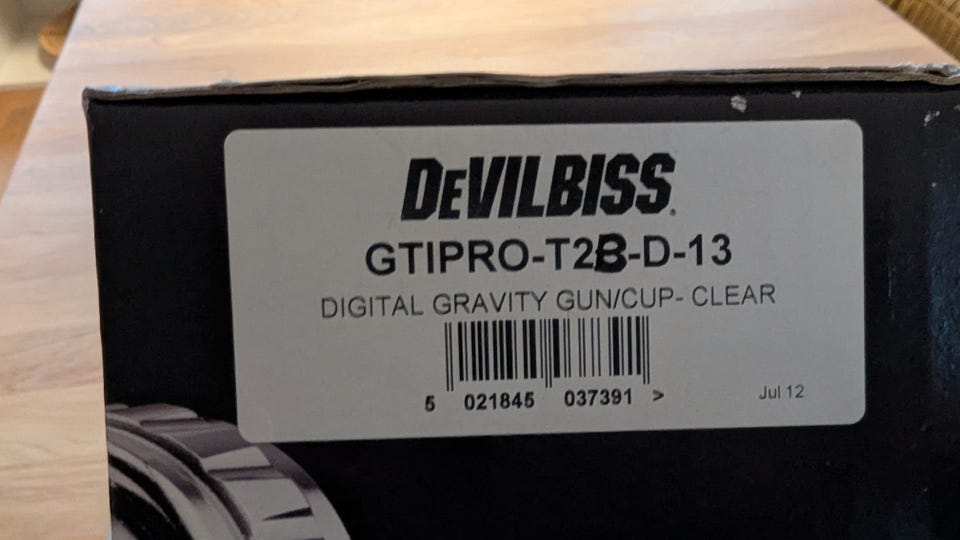 DEVILBISS.
GTIPRO-T2B-D-13
DIGITAL GRAVITY GUN/CUP- CLEAR
5 021845 037391 >
Jul 12